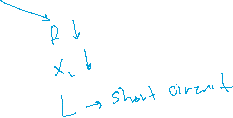 R ↓
X_L ↓
L → short circuit